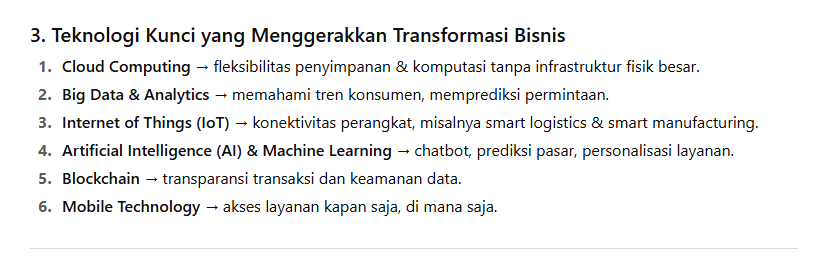 3. Teknologi Kunci yang Menggerakkan Transformasi Bisnis
1. Cloud Computing → fleksibilitas penyimpanan & komputasi tanpa infrastruktur fisik besar.
2. Big Data & Analytics → memahami tren konsumen, memprediksi permintaan.
3. Internet of Things (IoT) → konektivitas perangkat, misalnya smart logistics & smart manufacturing.
4. Artificial Intelligence (AI) & Machine Learning → chatbot, prediksi pasar, personalisasi layanan.
5. Blockchain → transparansi transaksi dan keamanan data.
6. Mobile Technology → akses layanan kapan saja, di mana saja.